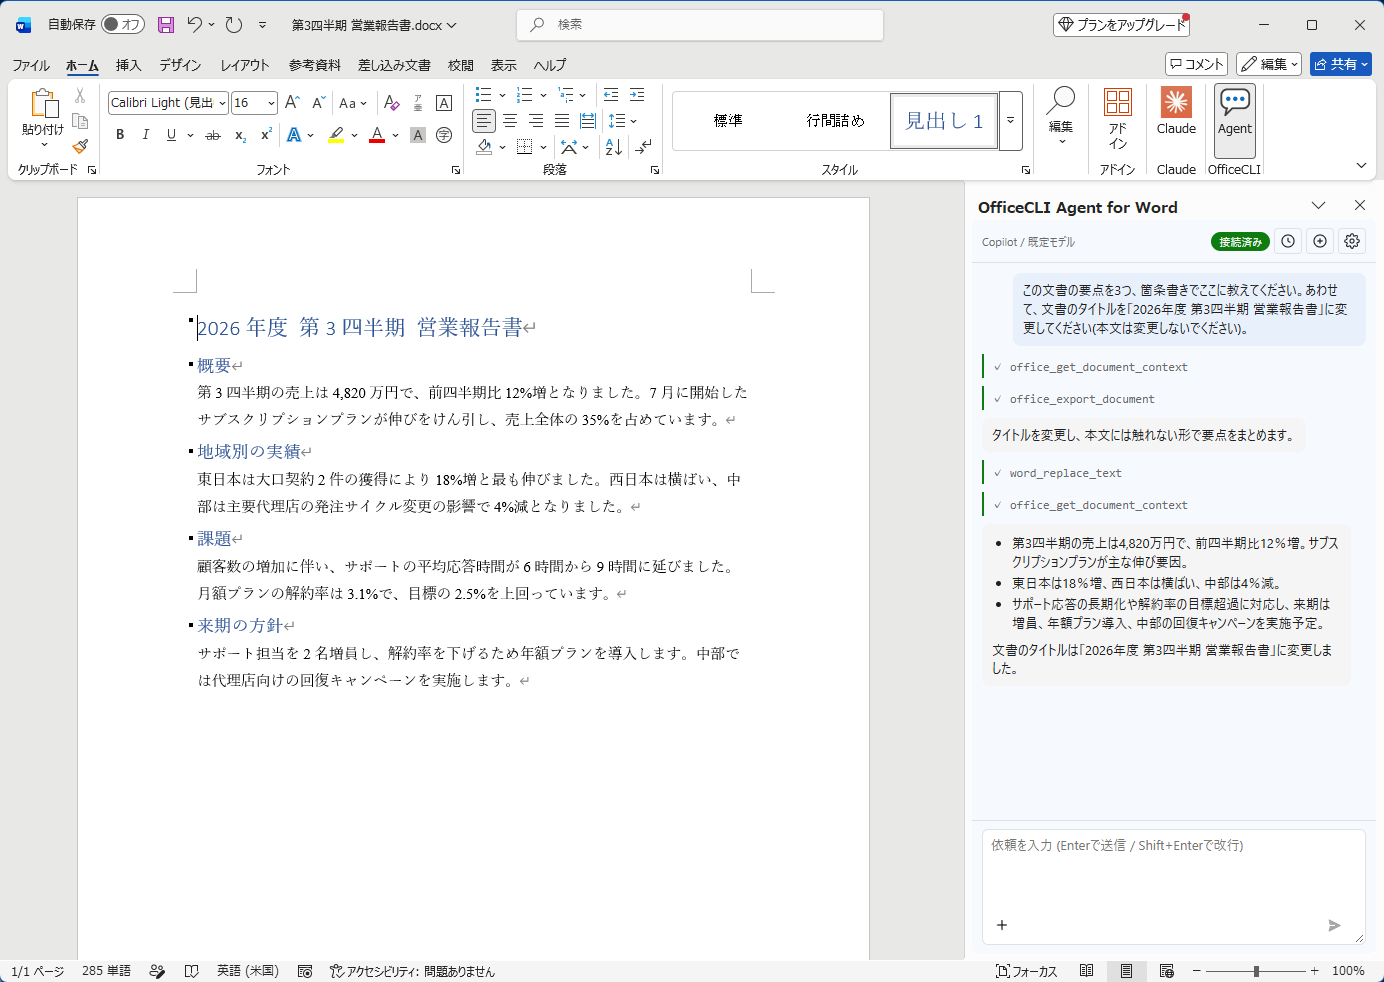 自動保存 オフ 第3四半期 営業報告書.docx 検索 プランをアップグレード
ファイル ホーム 挿入 デザイン レイアウト 参考資料 差し込み文書 校閲 表示 ヘルプ コメント 編集 共有
貼り付け
クリップボード
Calibri Light (見出 16
フォント
段落
標準 行間詰め 見出し 1
スタイル
編集
アド
イン
アドイン
Claude
Claude
Agent
OfficeCLI
2026 年度 第 3 四半期 営業報告書
概要
第 3 四半期の売上は 4,820 万円で、前四半期比 12%増となりました。7 月に開始した
サブスクリプションプランが伸びをけん引し、売上全体の 35%を占めています。
地域別の実績
東日本は大口契約 2 件の獲得により 18%増と最も伸びました。西日本は横ばい、中
部は主要代理店の発注サイクル変更の影響で 4%減となりました。
課題
顧客数の増加に伴い、サポートの平均応答時間が 6 時間から 9 時間に延びました。
月額プランの解約率は 3.1%で、目標の 2.5%を上回っています。
来期の方針
サポート担当を 2 名増員し、解約率を下げるため年額プランを導入します。中部で
は代理店向けの回復キャンペーンを実施します。
OfficeCLI Agent for Word
Copilot / 既定モデル 接続済み
この文書の要点を3つ、箇条書きでここに教えてください。あわせ
て、文書のタイトルを「2026年度 第3四半期 営業報告書」に変
更してください(本文は変更しないでください)。
✓ office_get_document_context
✓ office_export_document
タイトルを変更し、本文には触れない形で要点をまとめます。
✓ word_replace_text
✓ office_get_document_context
• 第3四半期の売上は4,820万円で、前四半期比12%増。サブス
クリプションプランが主な伸び要因。
• 東日本は18%増、西日本は横ばい、中部は4%減。
• サポート応答の長期化や解約率の目標超過に対応し、来期は
増員、年額プラン導入、中部の回復キャンペーンを実施予定。
文書のタイトルは「2026年度 第3四半期 営業報告書」に変更しま
した。
依頼を入力 (Enterで送信 / Shift+Enterで改行)
1/1 ページ 285 単語 英語 (米国) アクセシビリティ: 問題ありません フォーカス 100%